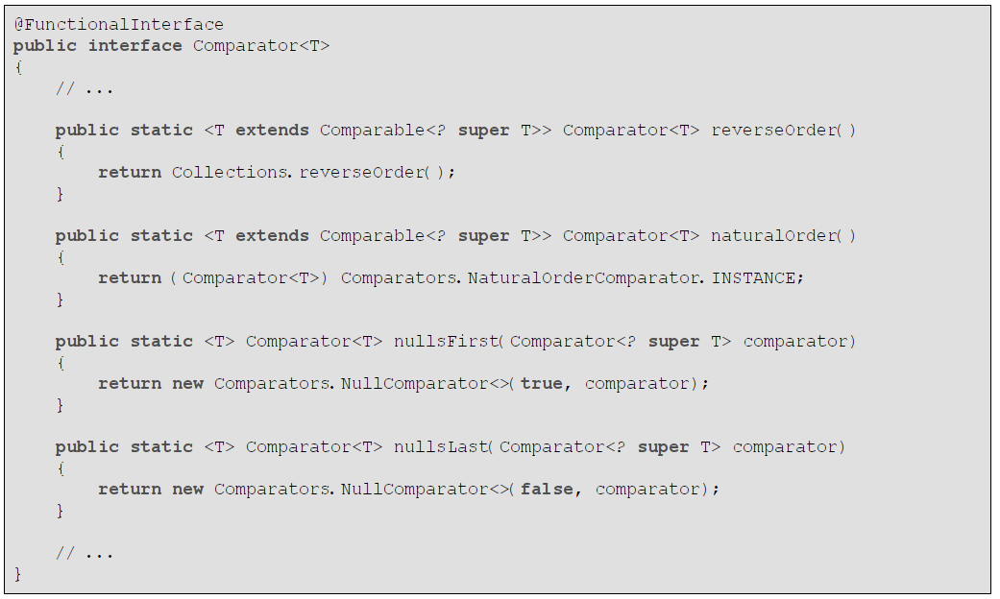 @FunctionalInterface
public interface Comparator<T>
{
    // ...

    public static <T extends Comparable<? super T>> Comparator<T> reverseOrder()
    {
        return Collections.reverseOrder();
    }

    public static <T extends Comparable<? super T>> Comparator<T> naturalOrder()
    {
        return (Comparator<T>) Comparators.NaturalOrderComparator.INSTANCE;
    }

    public static <T> Comparator<T> nullsFirst(Comparator<? super T> comparator)
    {
        return new Comparators.NullComparator<>(true, comparator);
    }

    public static <T> Comparator<T> nullsLast(Comparator<? super T> comparator)
    {
        return new Comparators.NullComparator<>(false, comparator);
    }

    // ...
}